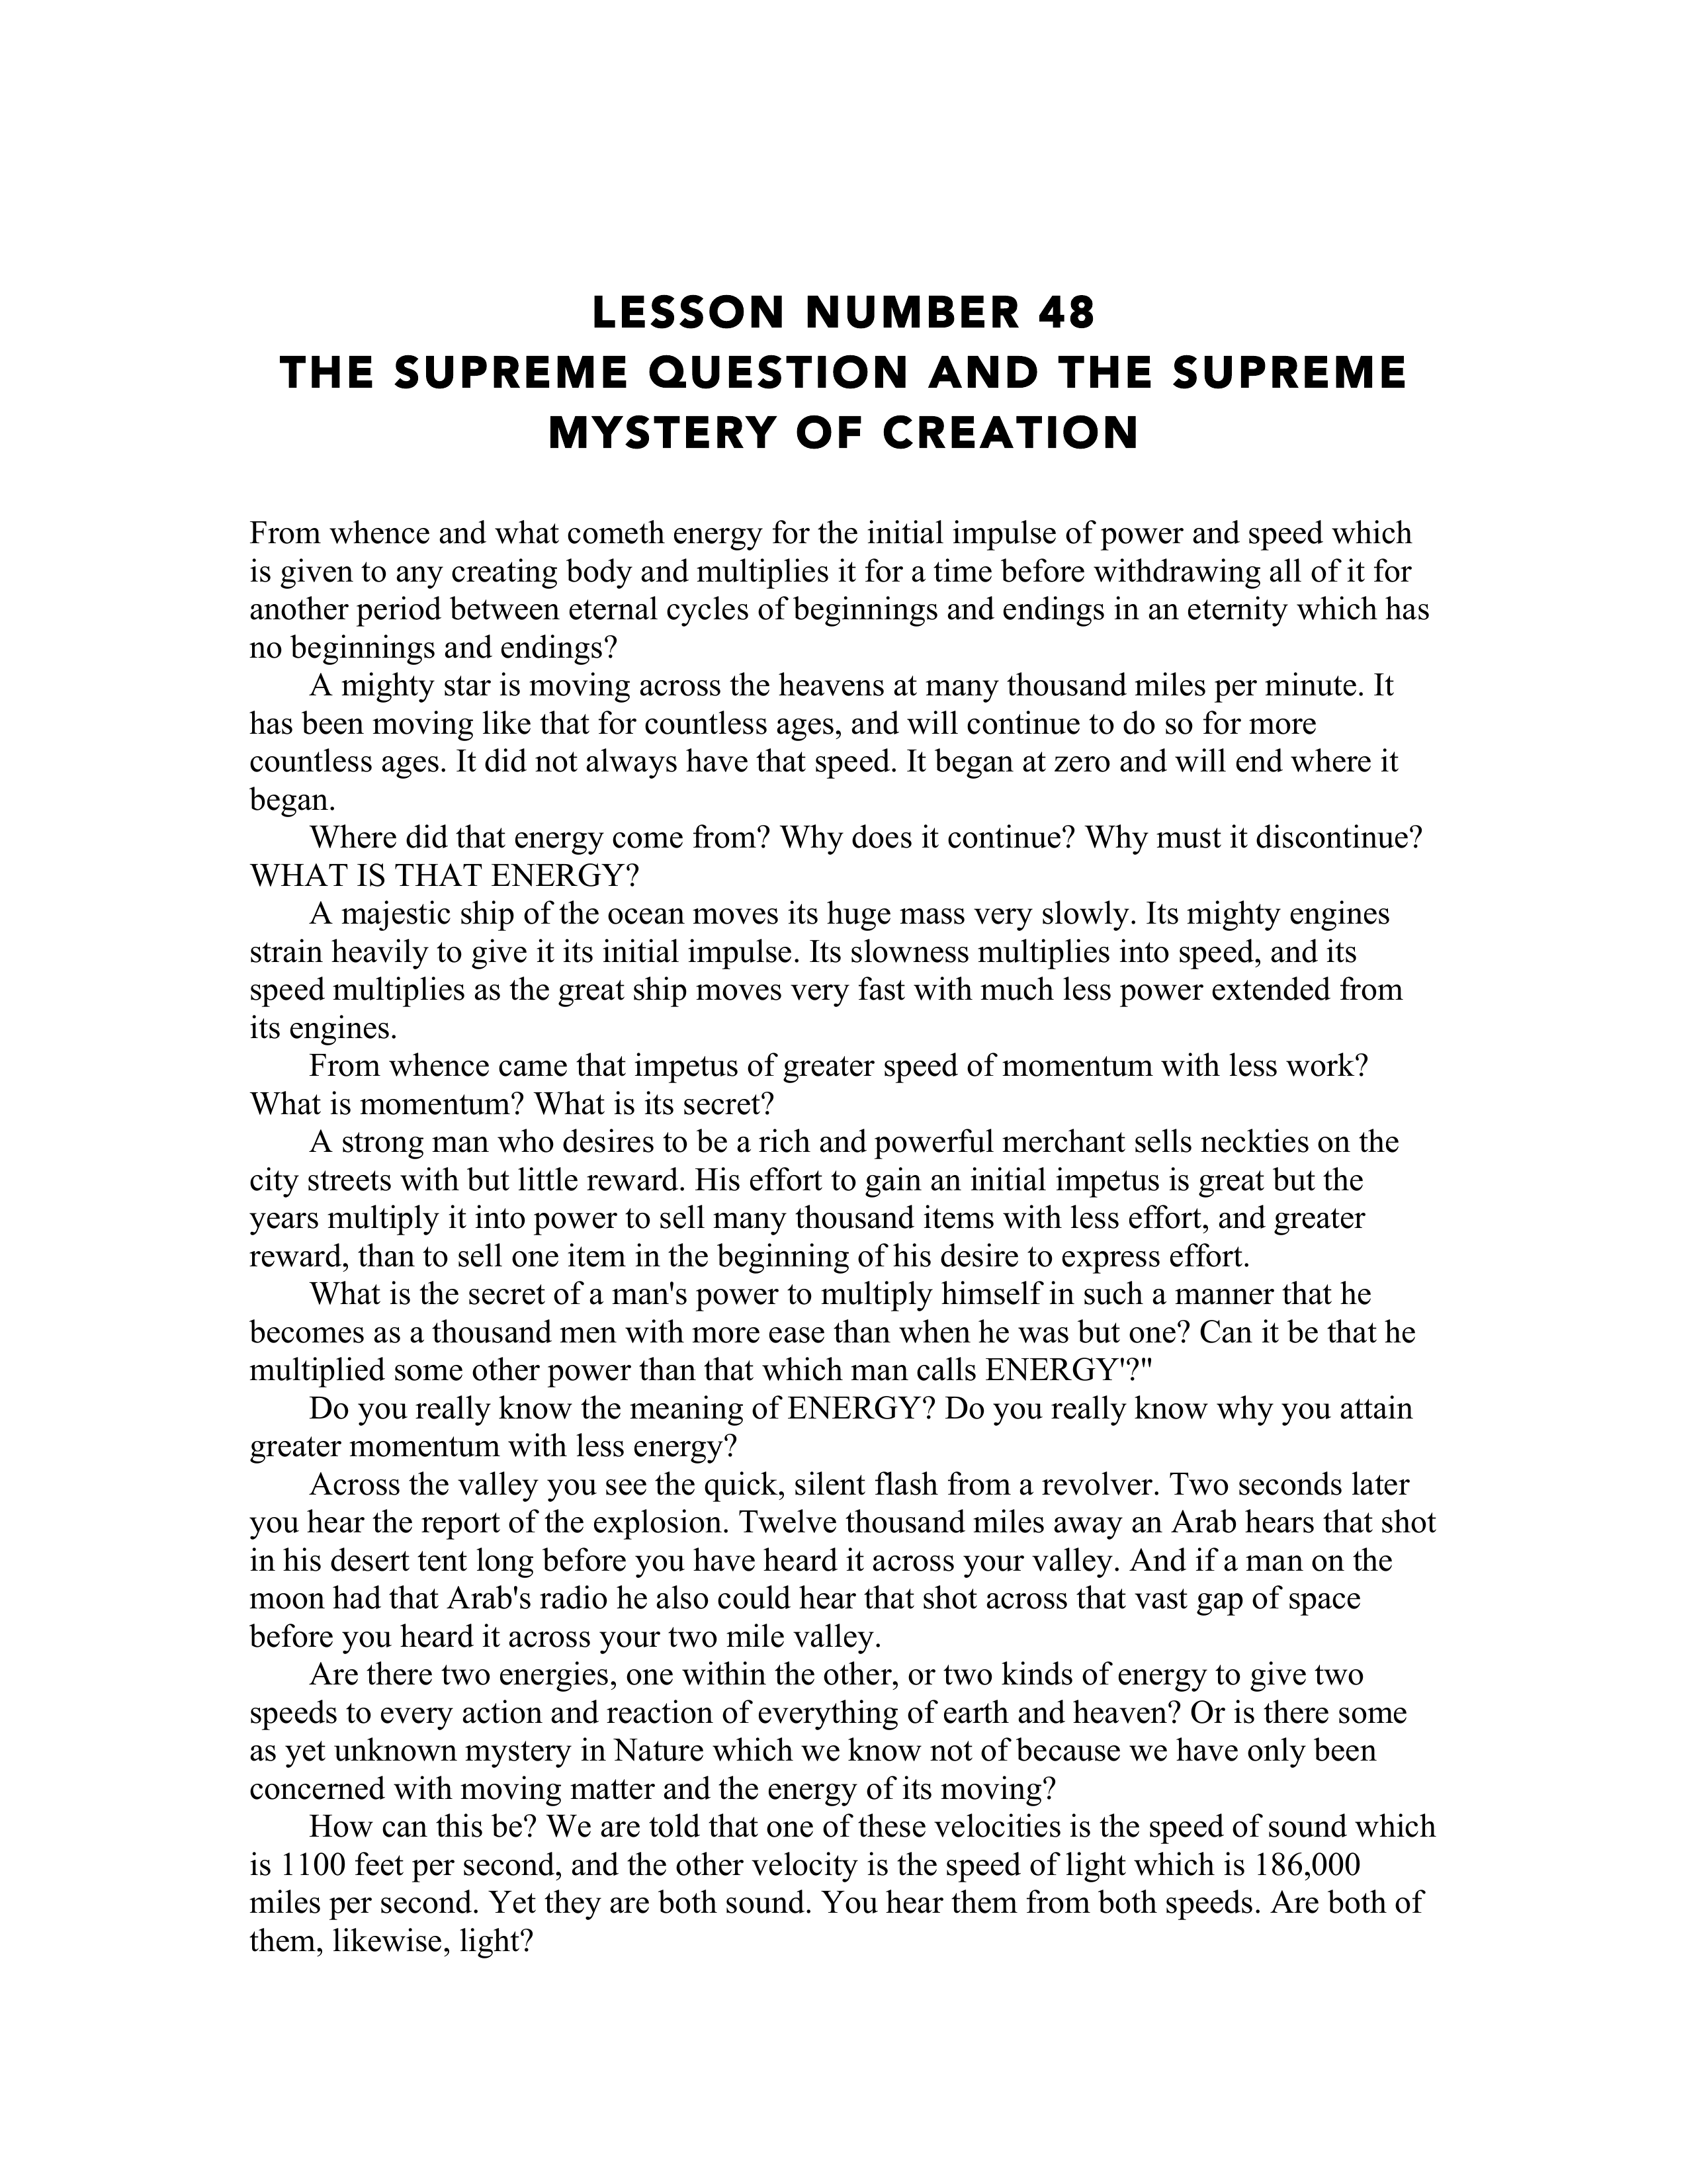 LESSON NUMBER 48
THE SUPREME QUESTION AND THE SUPREME
MYSTERY OF CREATION
From whence and what cometh energy for the initial impulse of power and speed which
is given to any creating body and multiplies it for a time before withdrawing all of it for
another period between eternal cycles of beginnings and endings in an eternity which has
no beginnings and endings?
A mighty star is moving across the heavens at many thousand miles per minute. It
has been moving like that for countless ages, and will continue to do so for more
countless ages. It did not always have that speed. It began at zero and will end where it
began.
Where did that energy come from? Why does it continue? Why must it discontinue?
WHAT IS THAT ENERGY?
A majestic ship of the ocean moves its huge mass very slowly. Its mighty engines
strain heavily to give it its initial impulse. Its slowness multiplies into speed, and its
speed multiplies as the great ship moves very fast with much less power extended from
its engines.
From whence came that impetus of greater speed of momentum with less work?
What is momentum? What is its secret?
A strong man who desires to be a rich and powerful merchant sells neckties on the
city streets with but little reward. His effort to gain an initial impetus is great but the
years multiply it into power to sell many thousand items with less effort, and greater
reward, than to sell one item in the beginning of his desire to express effort.
What is the secret of a man's power to multiply himself in such a manner that he
becomes as a thousand men with more ease than when he was but one? Can it be that he
multiplied some other power than that which man calls ENERGY'?"
Do you really know the meaning of ENERGY? Do you really know why you attain
greater momentum with less energy?
Across the valley you see the quick, silent flash from a revolver. Two seconds later
you hear the report of the explosion. Twelve thousand miles away an Arab hears that shot
in his desert tent long before you have heard it across your valley. And if a man on the
moon had that Arab's radio he also could hear that shot across that vast gap of space
before you heard it across your two mile valley.
Are there two energies, one within the other, or two kinds of energy to give two
speeds to every action and reaction of everything of earth and heaven? Or is there some
as yet unknown mystery in Nature which we know not of because we have only been
concerned with moving matter and the energy of its moving?
How can this be? We are told that one of these velocities is the speed of sound which
is 1100 feet per second, and the other velocity is the speed of light which is 186,000
miles per second. Yet they are both sound. You hear them from both speeds. Are both of
them, likewise, light?